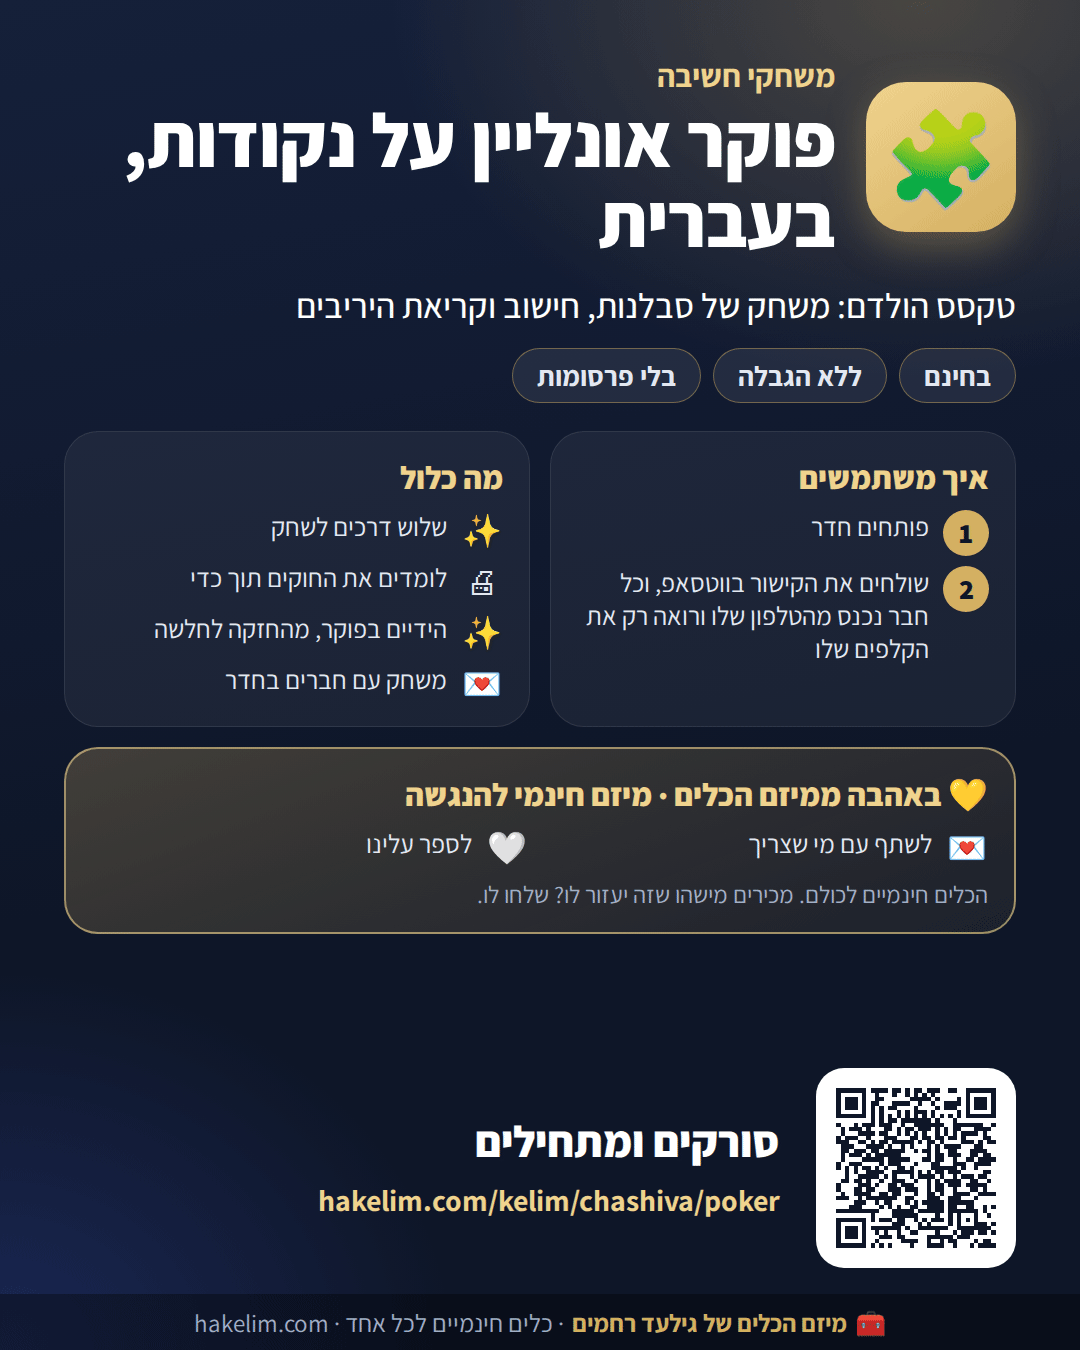 משחקי חשיבה
פוקר אונליין על נקודות,
בעברית
טקסס הולדם: משחק של סבלנות, חישוב וקריאת היריבים
בחינם
ללא הגבלה
בלי פרסומות
איך משתמשים
1 פותחים חדר
2 שולחים את הקישור בווטסאפ, וכל
חבר נכנס מהטלפון שלו ורואה רק את
הקלפים שלו
מה כלול
שלוש דרכים לשחק
לומדים את החוקים תוך כדי
הידיים בפוקר, מהחזקה לחלשה
משחק עם חברים בחדר
באהבה ממיזם הכלים · מיזם חינמי להנגשה
לשתף עם מי שצריך
לספר עלינו
הכלים חינמיים לכולם. מכירים מישהו שזה יעזור לו? שלחו לו.
סורקים ומתחילים
hakelim.com/kelim/chashiva/poker
מיזם הכלים של גילעד רחמים · כלים חינמיים לכל אחד · hakelim.com